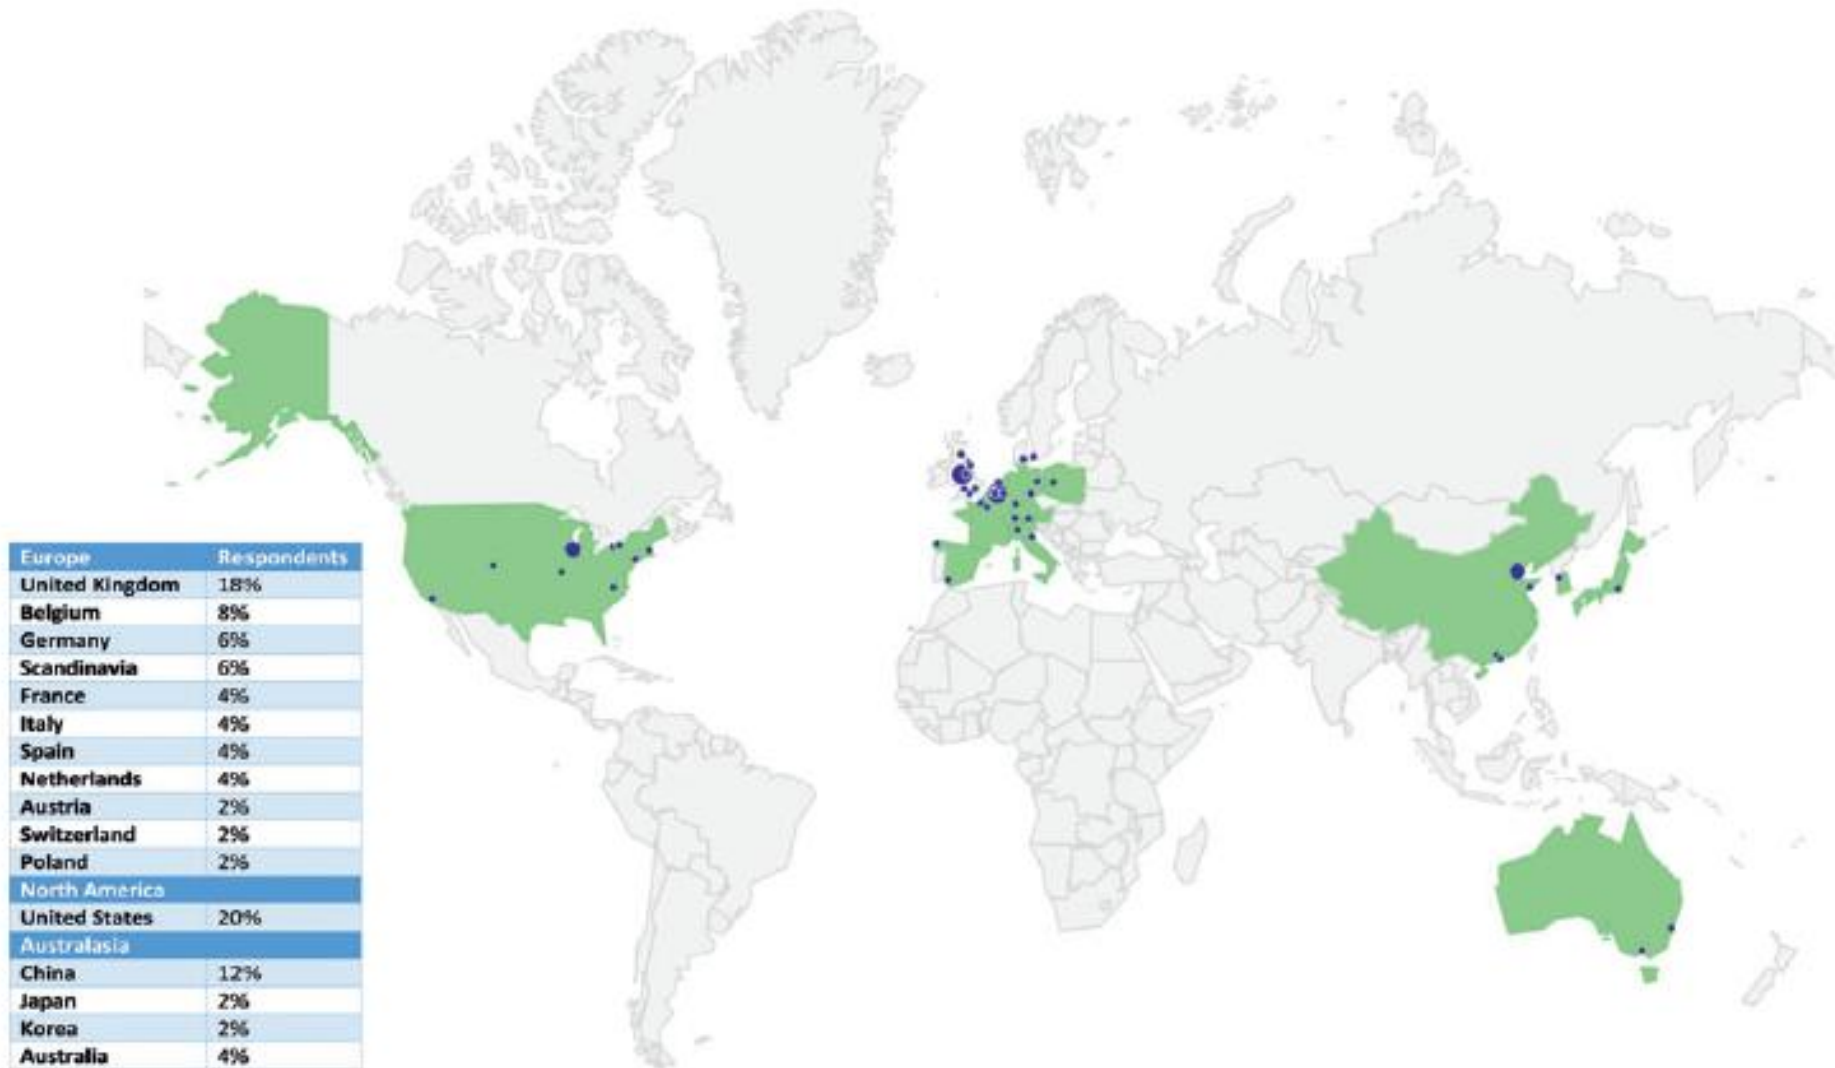 Europe Respondents
United Kingdom 18%
Belgium 8%
Germany 6%
Scandinavia 6%
France 4%
Italy 4%
Spain 4%
Netherlands 4%
Austria 2%
Switzerland 2%
Poland 2%
North America
United States 20%
Australasia
China 12%
Japan 2%
Korea 2%
Australia 4%